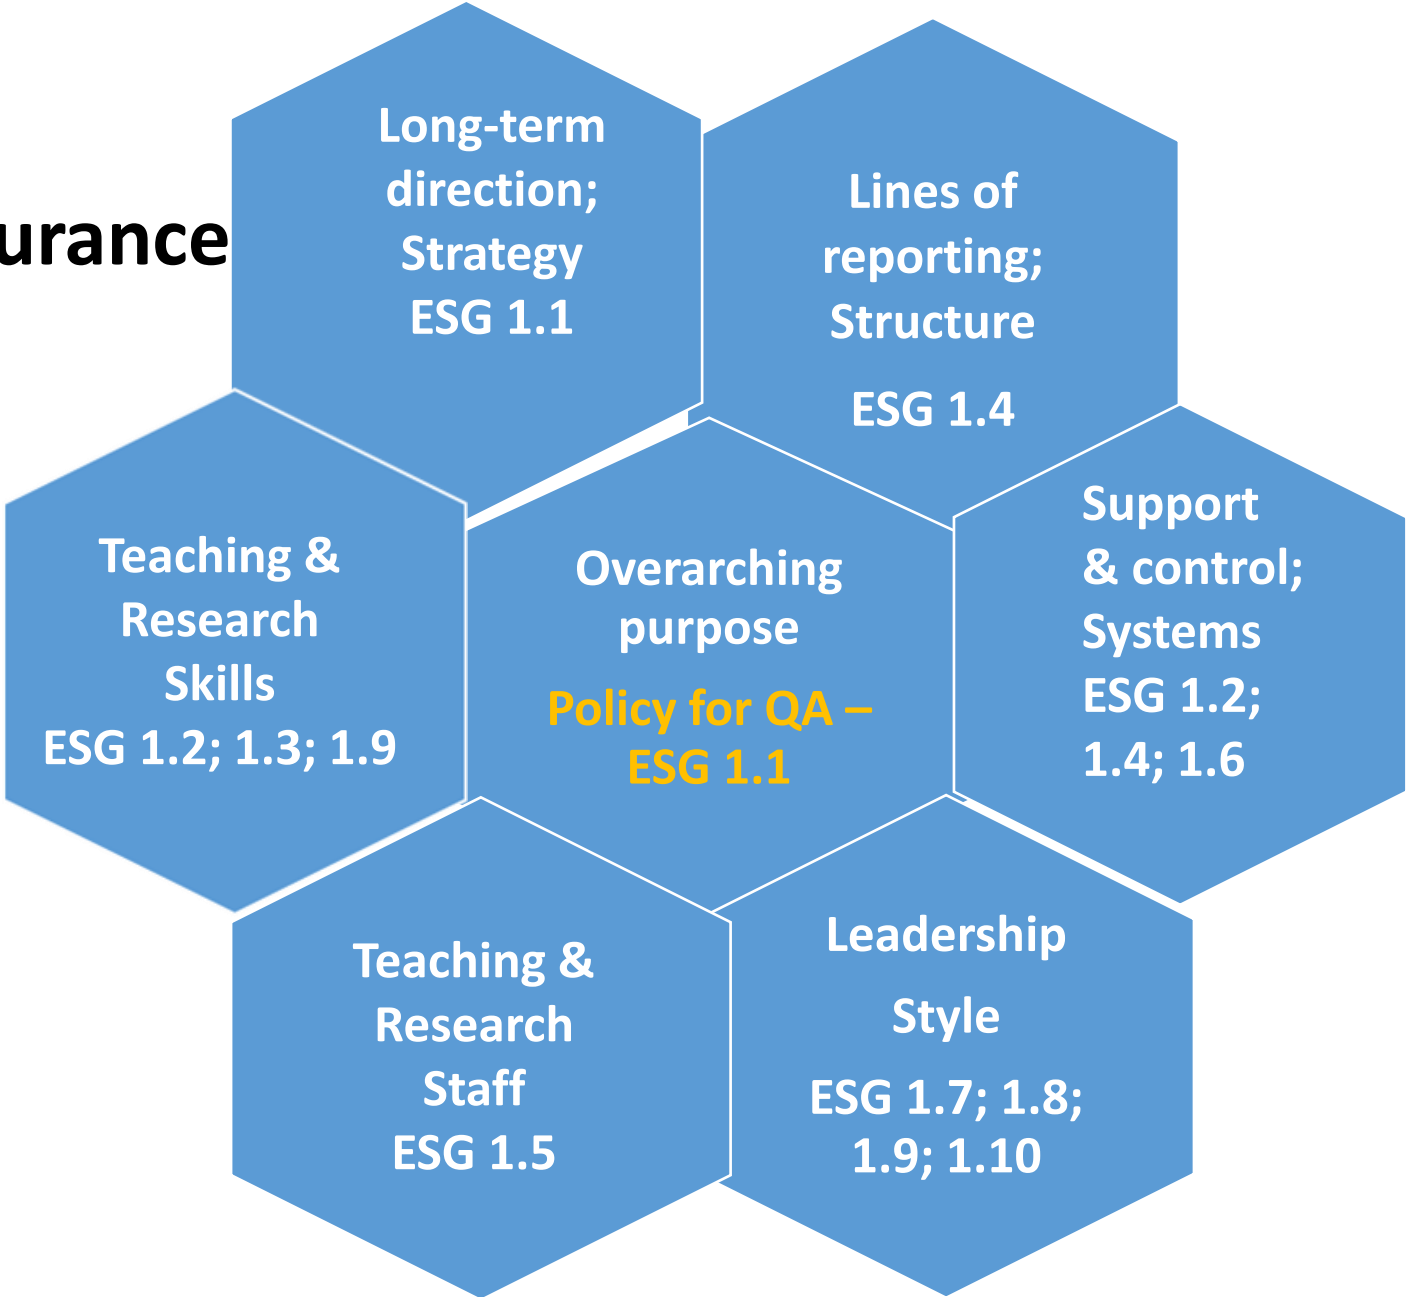 Long-term
direction;
Strategy
ESG 1.1
Lines of
reporting;
Structure
ESG 1.4
urance
Teaching &
Research
Skills
ESG 1.2; 1.3; 1.9
Overarching
purpose
Policy for QA –
ESG 1.1
Support
& control;
Systems
ESG 1.2;
1.4; 1.6
Teaching &
Research
Staff
ESG 1.5
Leadership
Style
ESG 1.7; 1.8;
1.9; 1.10